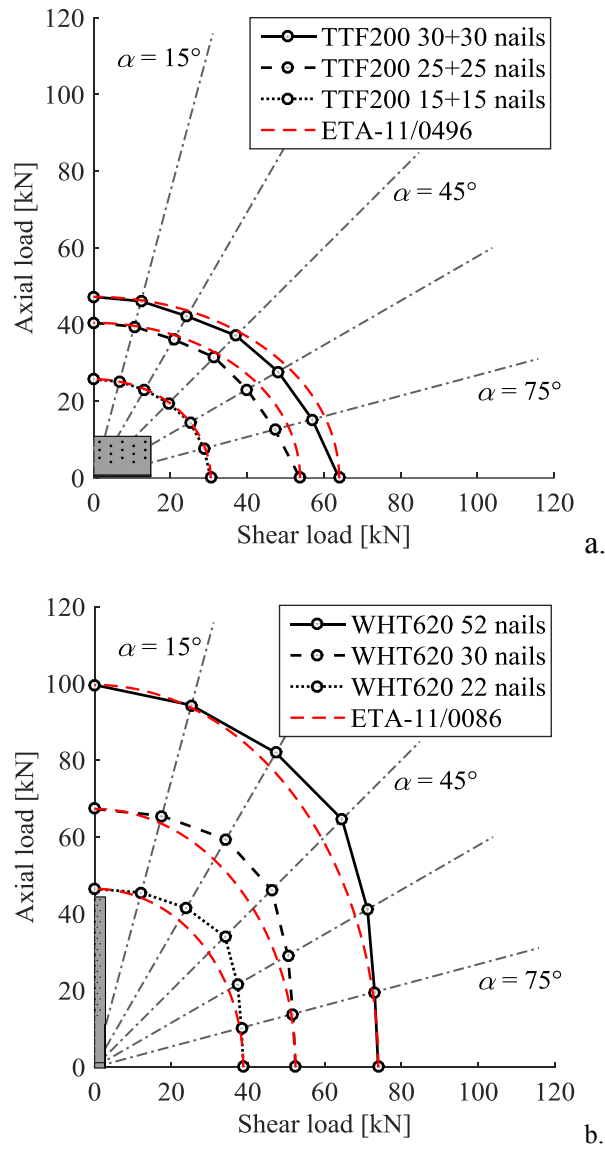 120
100
80
60
40
20
0
Axial load [kN]
α = 15°
TTF200 30+30 nails
TTF200 25+25 nails
TTF200 15+15 nails
ETA-11/0496
α = 45°
α = 75°
0 20 40 60 80 100 120
Shear load [kN]
a.
120
100
80
60
40
20
0
Axial load [kN]
α = 15°
WHT620 52 nails
WHT620 30 nails
WHT620 22 nails
ETA-11/0086
α = 45°
α = 75°
0 20 40 60 80 100 120
Shear load [kN]
b.